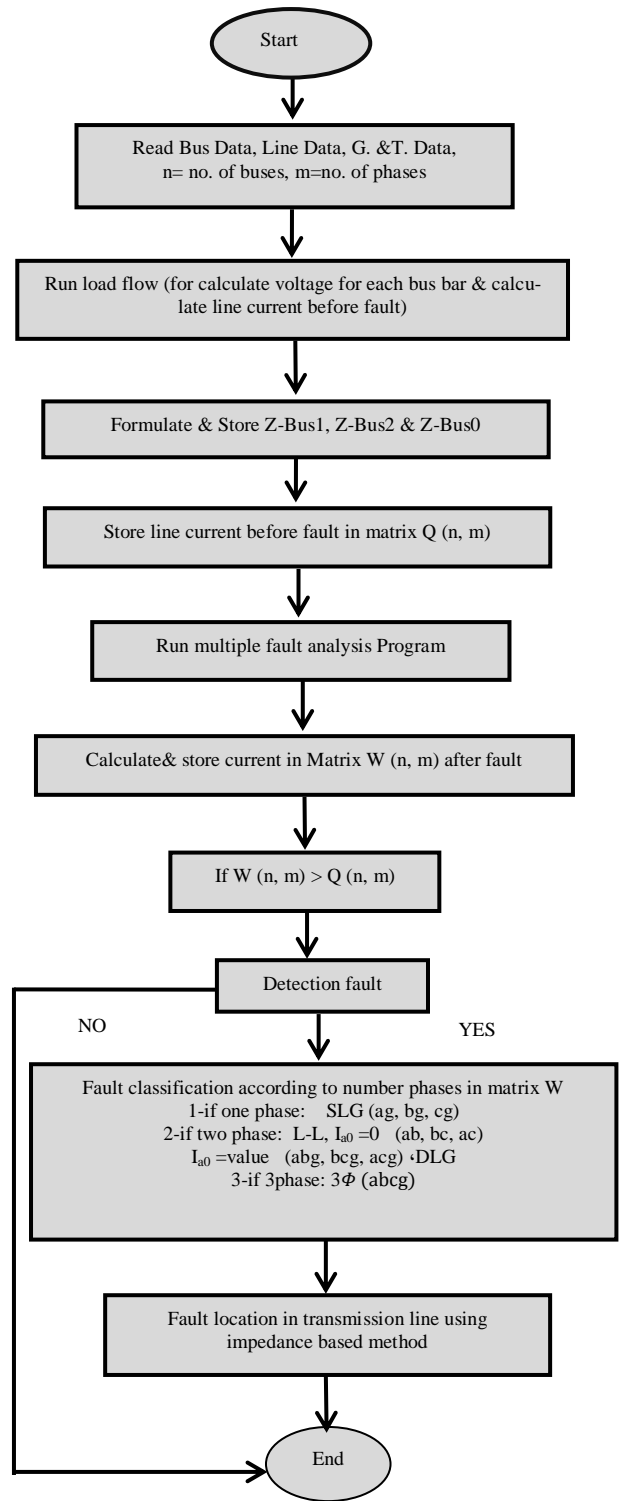 Start
Read Bus Data, Line Data, G. &T. Data,
n= no. of buses, m=no. of phases
Run load flow (for calculate voltage for each bus bar & calcu-
late line current before fault)
Formulate & Store Z-Bus1, Z-Bus2 & Z-Bus0
Store line current before fault in matrix Q (n, m)
Run multiple fault analysis Program
Calculate& store current in Matrix W (n, m) after fault
If W (n, m) > Q (n, m)
Detection fault
NO
YES
Fault classification according to number phases in matrix W
1-if one phase: SLG (ag, bg, cg)
2-if two phase: L-L, Ia0 =0 (ab, bc, ac)
Ia0 =value (abg, bcg, acg) ،DLG
3-if 3phase: 3Φ (abcg)
Fault location in transmission line using
impedance based method
End